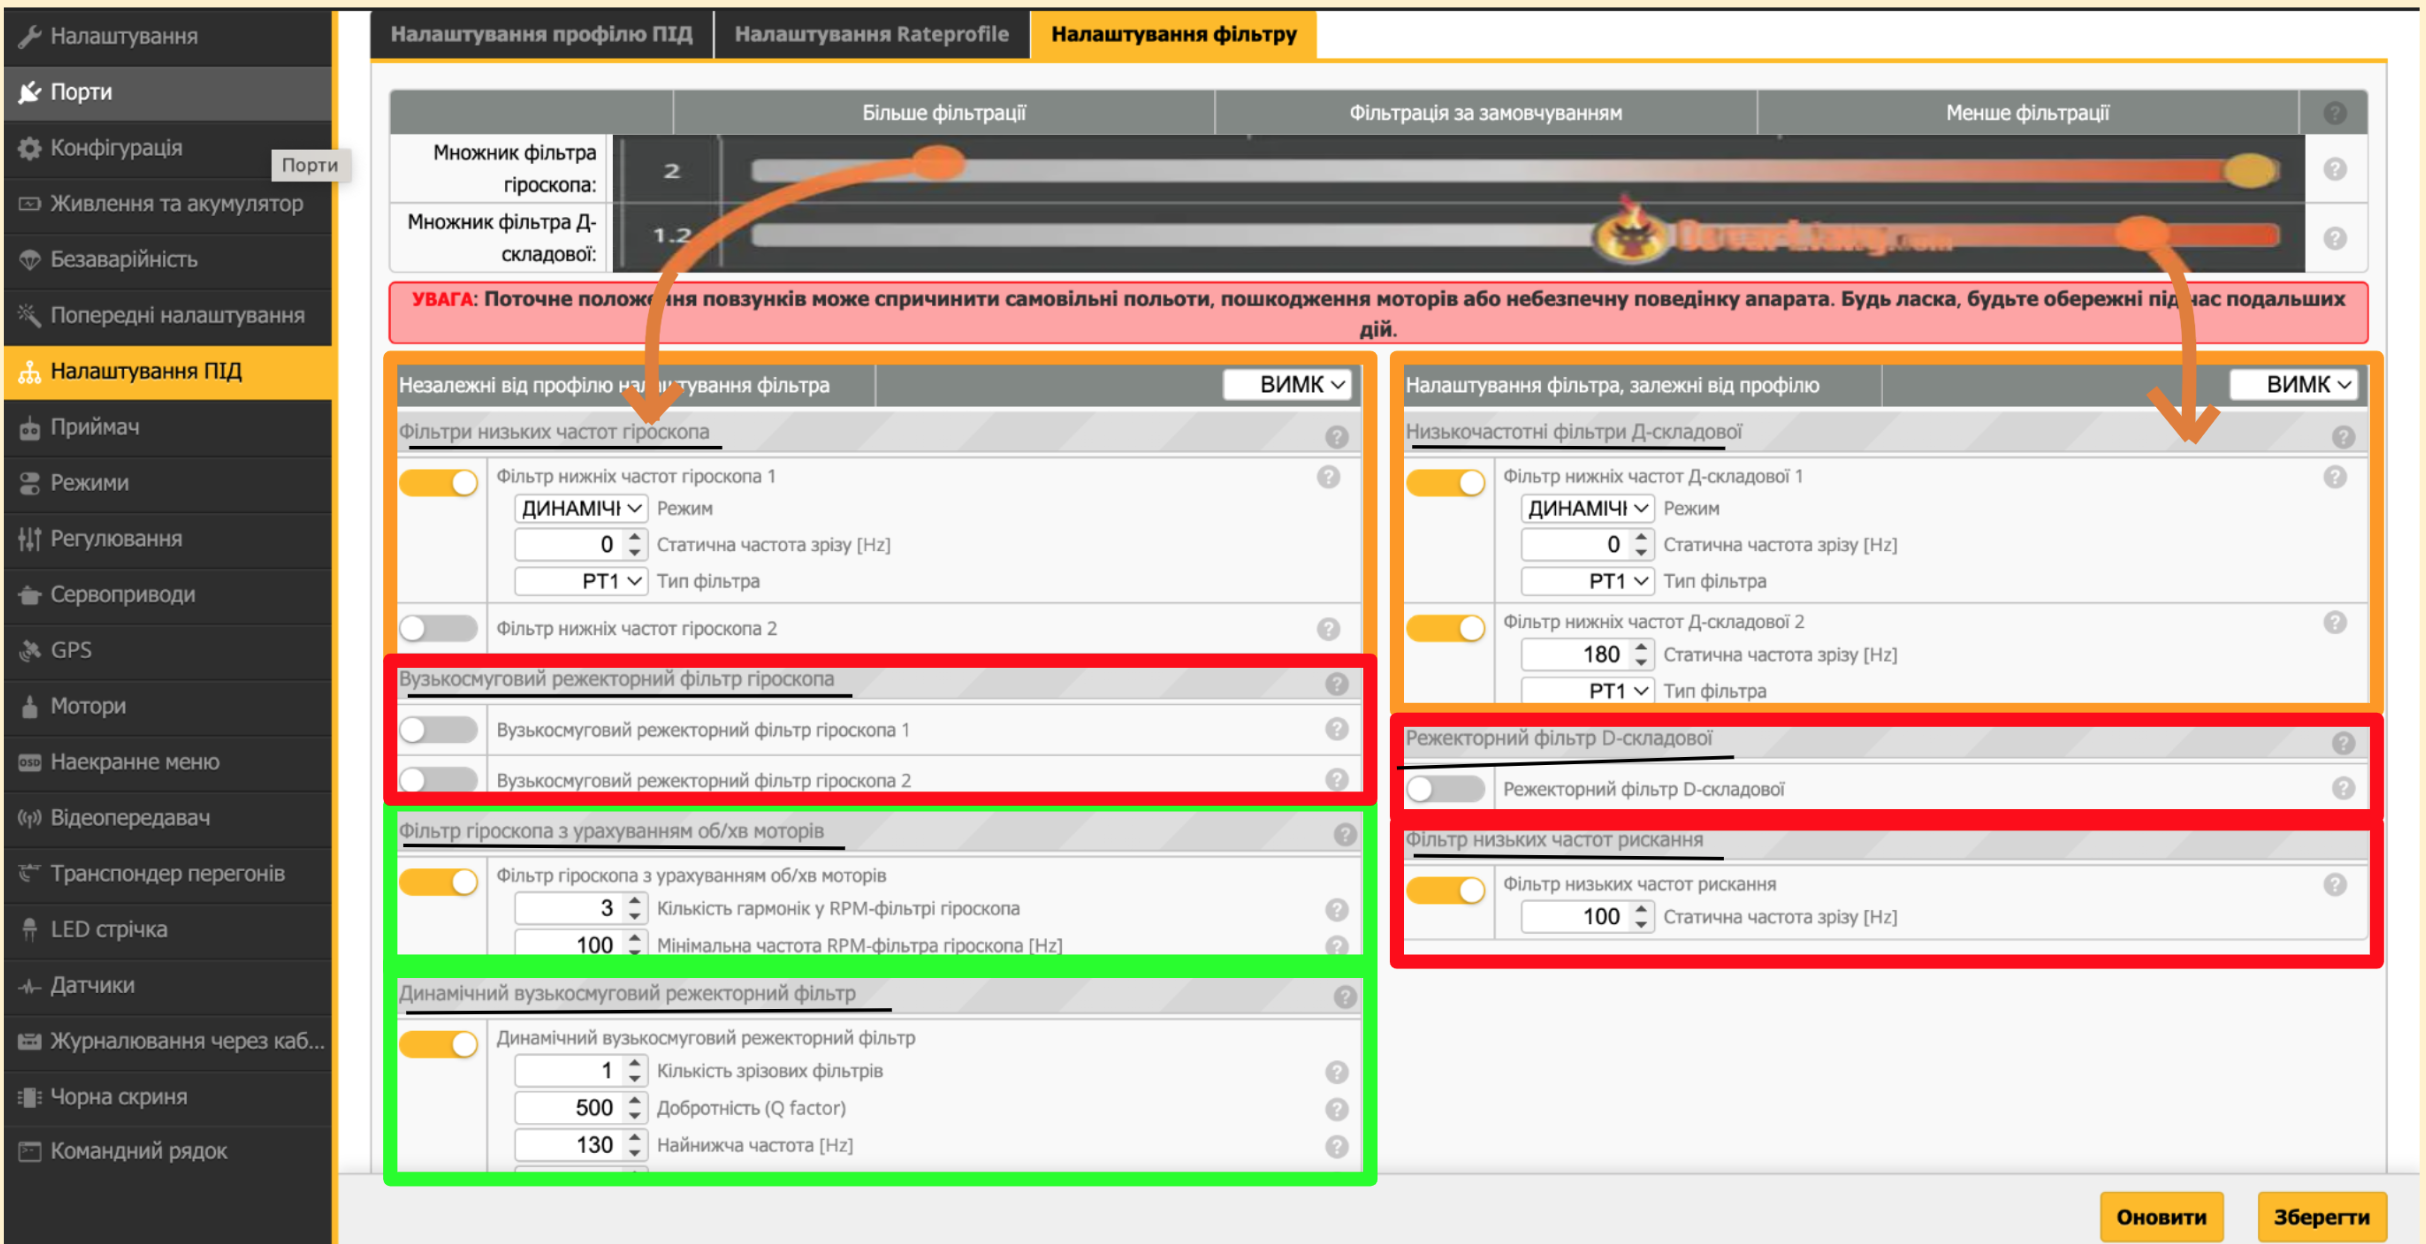 Налаштування
Порти
Конфігурація
Порти
Живлення та акумулятор
Безаварійність
Попередні налаштування
Налаштування ПІД
Приймач
Режими
Регулювання
Сервоприводи
GPS
Мотори
OSD Наекранне меню
Відеопередавач
Транспондер перегонів
LED стрічка
Датчики
Журналювання через каб...
Чорна скриня
Командний рядок
Налаштування профілю ПІД
Налаштування Rateprofile
Налаштування фільтру
Більше фільтрації
Фільтрація за замовчуванням
Менше фільтрації
Множник фільтра
гіроскопа:
2
Множник фільтра Д-
складової:
1.2
УВАГА: Поточне положення повзунків може спричинити самовільні польоти, пошкодження моторів або небезпечну поведінку апарата. Будь ласка, будьте обережні під час подальших
дій.
Незалежні від профілю налаштування фільтра
ВИМК
Фільтри низьких частот гіроскопа
Фільтр нижніх частот гіроскопа 1
ДИНАМІЧІ Режим
0 Статична частота зрізу [Hz]
PT1 Тип фільтра
Фільтр нижніх частот гіроскопа 2
Вузькосмуговий режекторний фільтр гіроскопа
Вузькосмуговий режекторний фільтр гіроскопа 1
Вузькосмуговий режекторний фільтр гіроскопа 2
Фільтр гіроскопа з урахуванням об/хв моторів
Фільтр гіроскопа з урахуванням об/хв моторів
3 Кількість гармонік у RPM-фільтрі гіроскопа
100 Мінімальна частота RPM-фільтра гіроскопа [Hz]
Динамічний вузькосмуговий режекторний фільтр
Динамічний вузькосмуговий режекторний фільтр
1 Кількість зрізових фільтрів
500 Добротність (Q factor)
130 Найнижча частота [Hz]
Налаштування фільтра, залежні від профілю
ВИМК
Низькочастотні фільтри Д-складової
Фільтр нижніх частот Д-складової 1
ДИНАМІЧІ Режим
0 Статична частота зрізу [Hz]
PT1 Тип фільтра
Фільтр нижніх частот Д-складової 2
180 Статична частота зрізу [Hz]
PT1 Тип фільтра
Режекторний фільтр D-складової
Режекторний фільтр D-складової
Фільтр низьких частот рискання
Фільтр низьких частот рискання
100 Статична частота зрізу [Hz]
Оновити
Зберегти